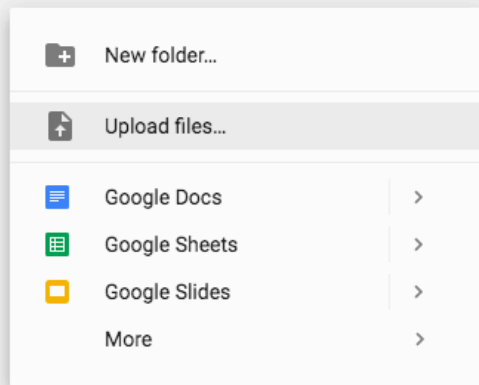 New folder...
Upload files...
Google Docs
Google Sheets
Google Slides
More